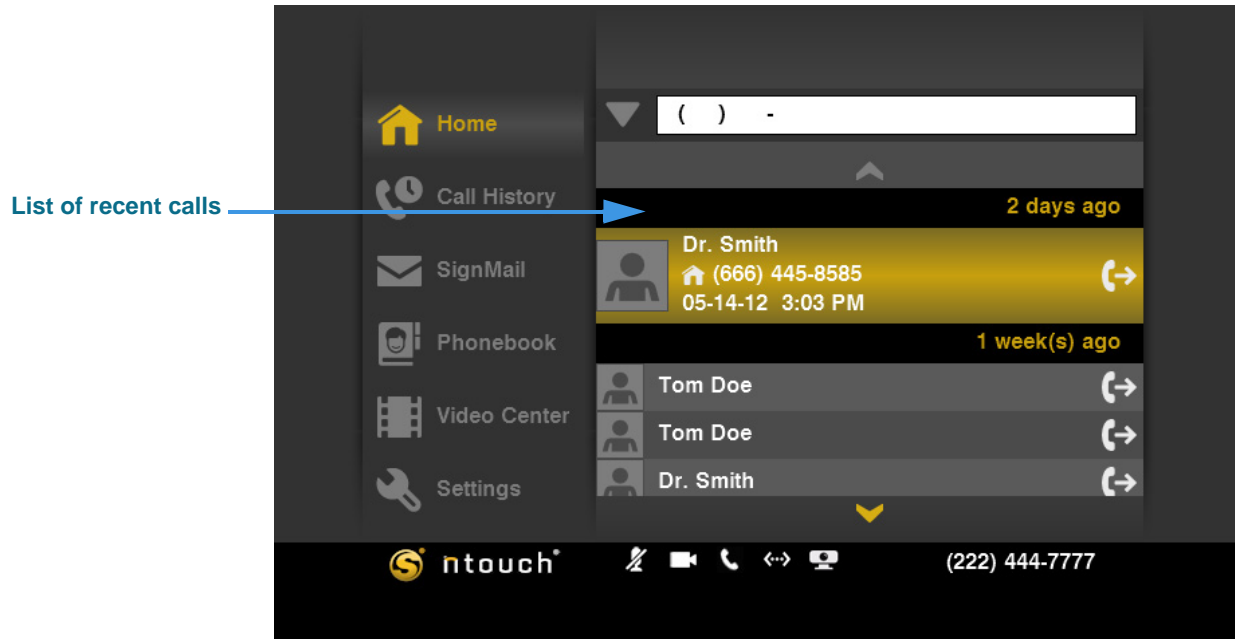 Home
( ) -
List of recent calls
Call History
2 days ago
Dr. Smith
(666) 445-8585
05-14-12 3:03 PM
SignMail
Phonebook
1 week(s) ago
Tom Doe
Video Center
Tom Doe
Settings
Dr. Smith
S ntouch®
(222) 444-7777